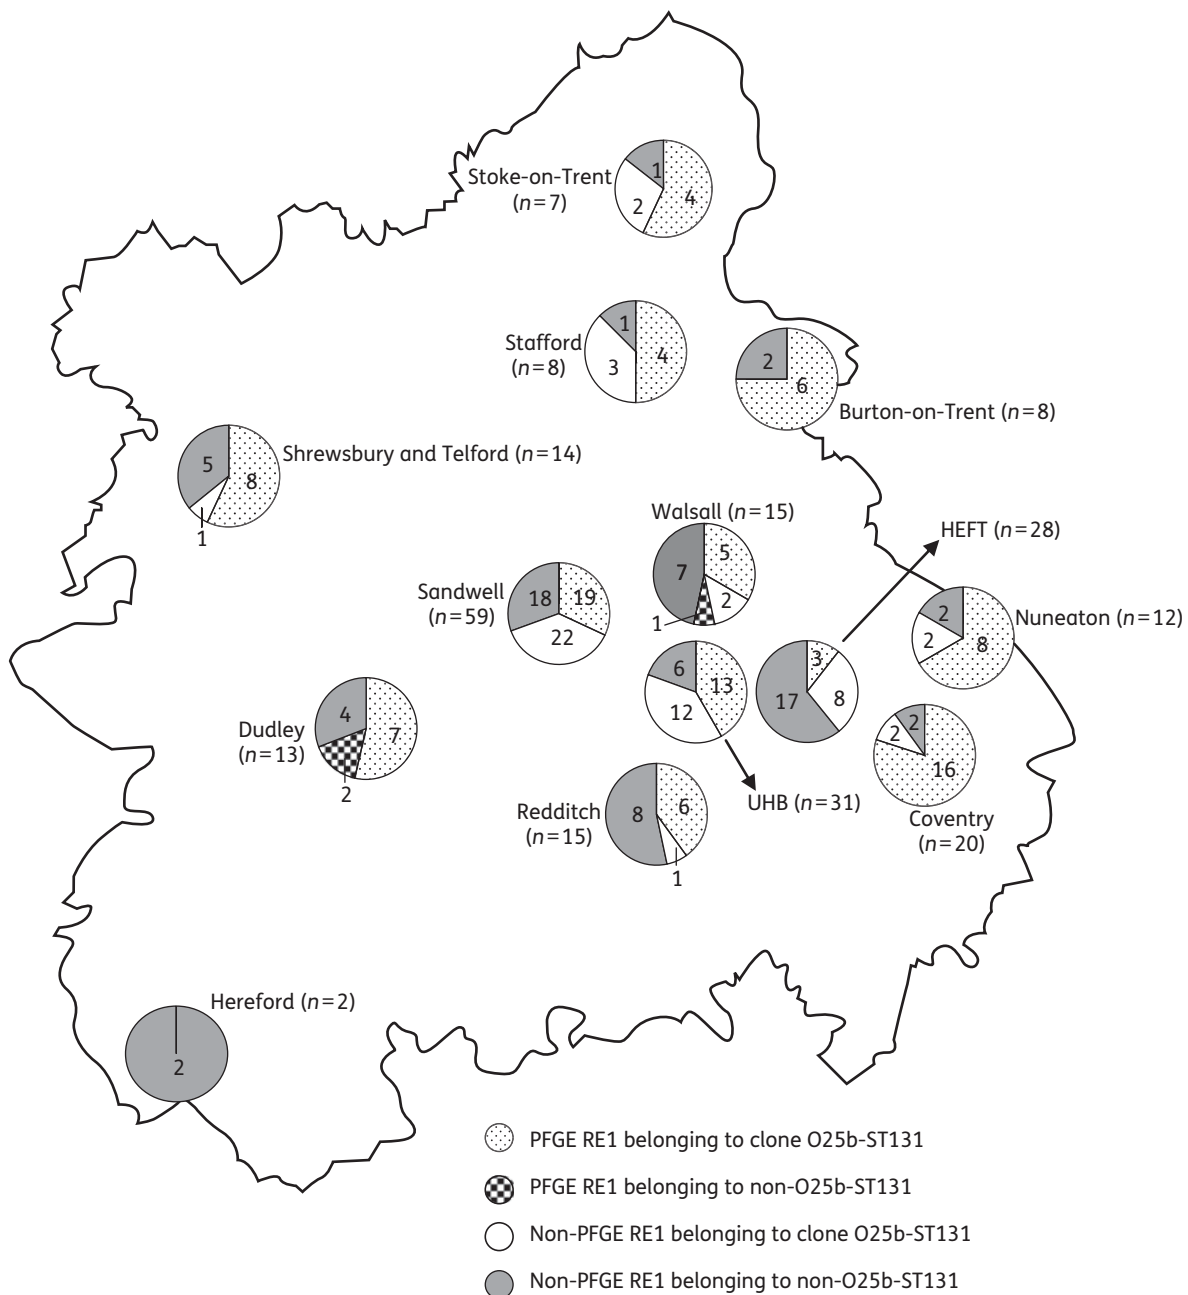 Stoke-on-Trent
(n=7)
1
2
4
Stafford
(n=8)
1
3
4
2
6
Burton-on-Trent (n=8)
Shrewsbury and Telford (n=14)
5
8
1
Walsall (n=15)
5
7
2
1
HEFT (n=28)
Sandwell
(n=59)
18
19
22
2
2
8
Nuneaton (n=12)
6
13
12
3
17
8
Dudley
(n=13)
4
7
2
2
2
16
Coventry
(n=20)
UHB (n=31)
Redditch
(n=15)
8
6
1
Hereford (n=2)
2
PFGE RE1 belonging to clone O25b-ST131
PFGE RE1 belonging to non-O25b-ST131
Non-PFGE RE1 belonging to clone O25b-ST131
Non-PFGE RE1 belonging to non-O25b-ST131